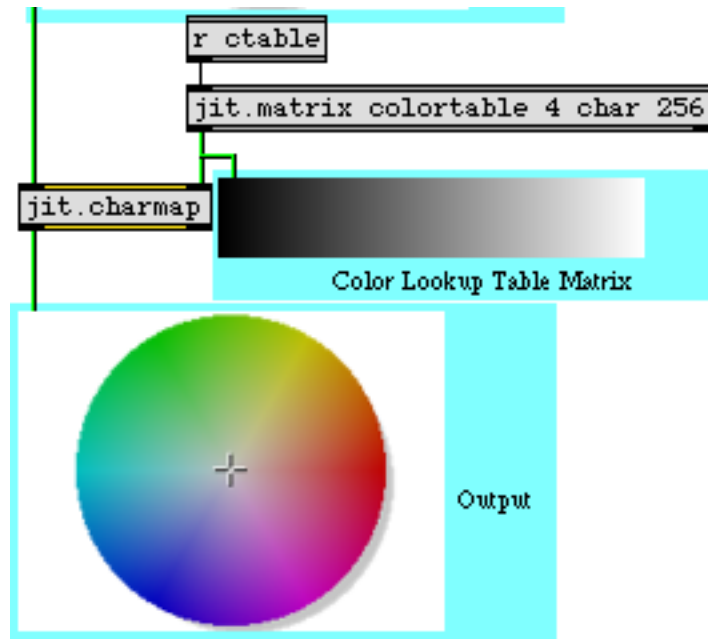 r ctable
jit.matrix colortable 4 char 256
jit.charmap
Color Lookup Table Matrix
Output